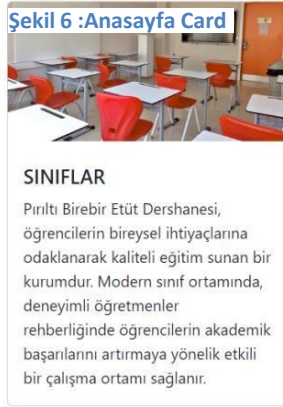 Şekil 6 :Anasayfa Card
SINIFLAR
Pırıltı Birebir Etüt Dershanesi,
öğrencilerin bireysel ihtiyaçlarına
odaklanarak kaliteli eğitim sunan bir
kurumdur. Modern sınıf ortamında,
deneyimli öğretmenler
rehberliğinde öğrencilerin akademik
başarılarını artırmaya yönelik etkili
bir çalışma ortamı sağlanır.